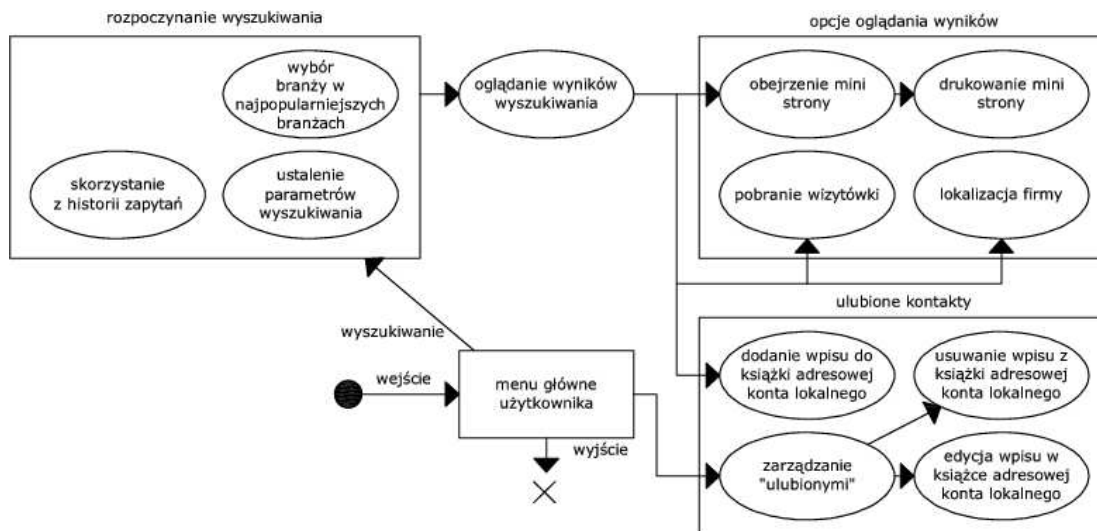 rozpoczynanie wyszukiwania
wybór
branży w
najpopularniejszych
branżach
skorzystanie
z historii zapytań
ustalenie
parametrów
wyszukiwania
oglądanie wyników
wyszukiwania
opcje oglądania wyników
obejrzenie mini
strony
drukowanie mini
strony
pobranie wizytówki
lokalizacja firmy
wyszukiwanie
wejście
menu główne
użytkownika
wyjście
ulubione kontakty
dodanie wpisu do
książki adresowej
konta lokalnego
usuwanie wpisu z
książki adresowej
konta lokalnego
zarządzanie
"ulubionymi"
edycja wpisu w
książce adresowej
konta lokalnego